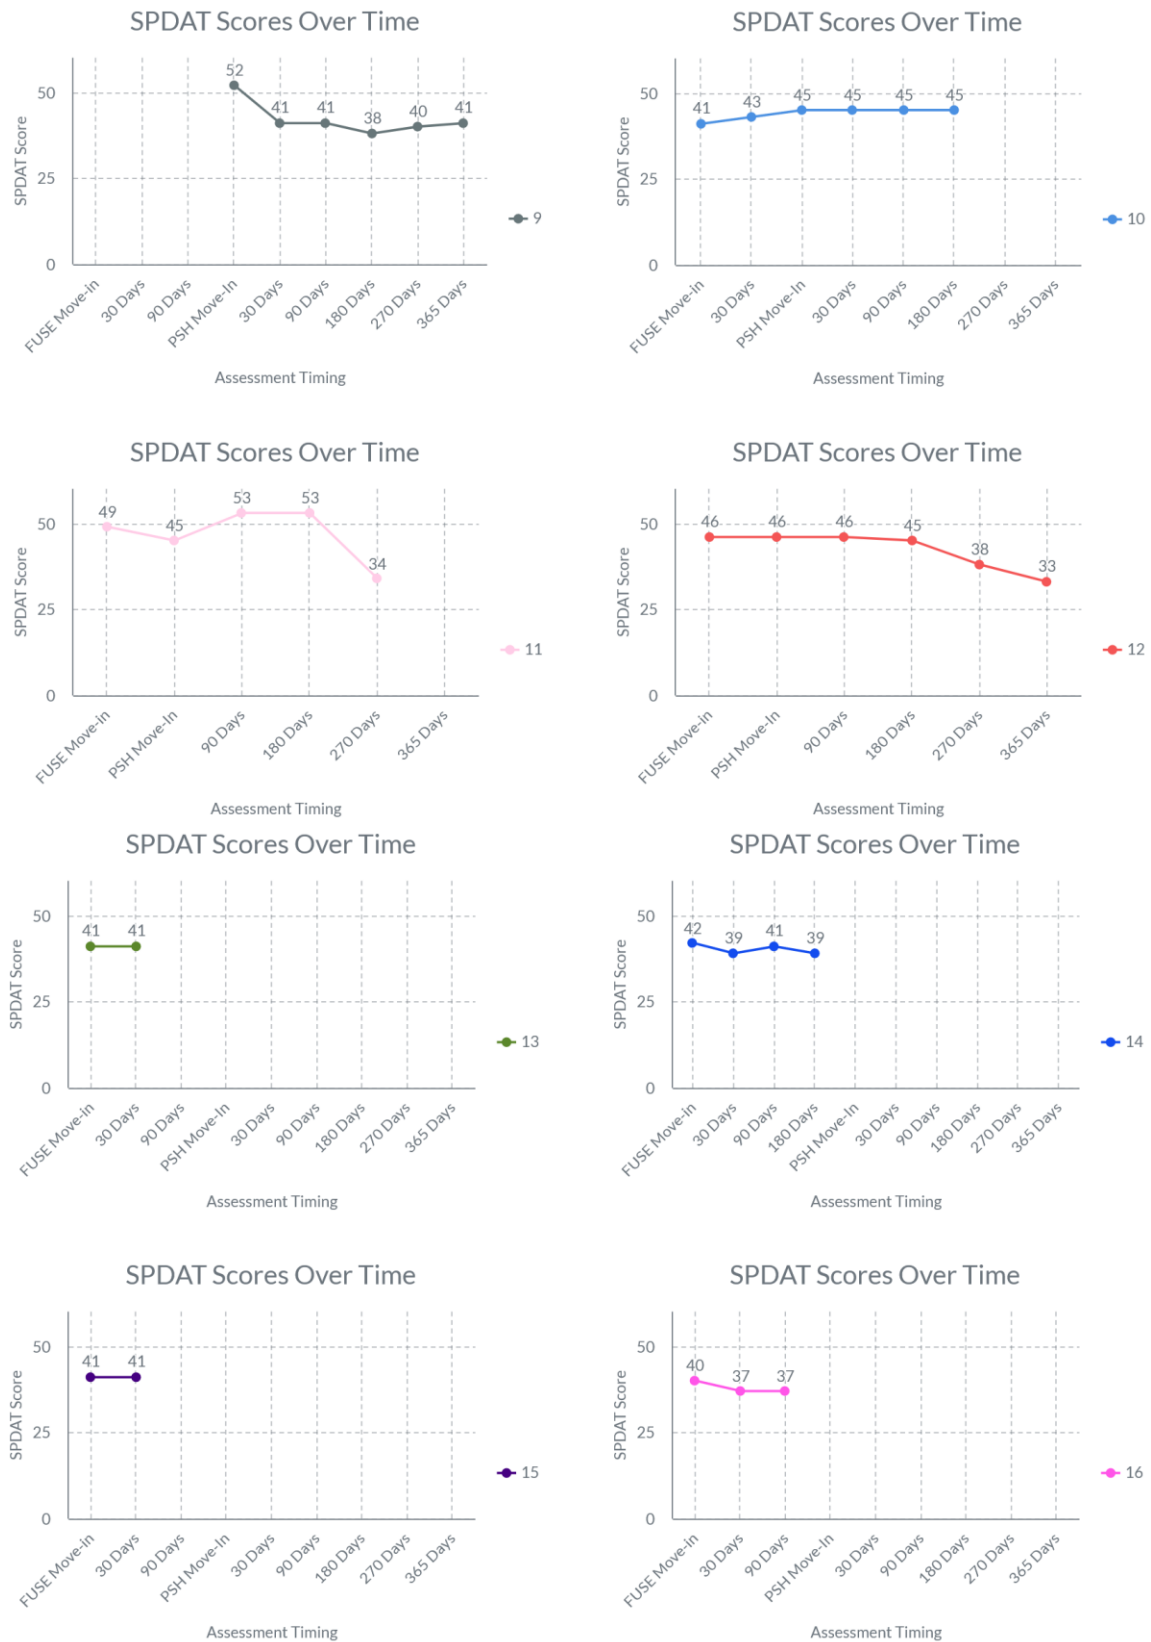 SPDAT Scores Over Time
52
41
41
38
40
41
50
25
0
SPDAT Score
9
FUSE Move-in
30 Days
90 Days
PSH Move-In
30 Days
90 Days
180 Days
270 Days
365 Days
Assessment Timing
SPDAT Scores Over Time
41
43
45
45
45
45
50
25
0
SPDAT Score
10
FUSE Move-in
30 Days
PSH Move-In
30 Days
90 Days
180 Days
270 Days
365 Days
Assessment Timing
SPDAT Scores Over Time
49
45
53
53
34
50
25
0
SPDAT Score
11
FUSE Move-in
PSH Move-In
90 Days
180 Days
270 Days
365 Days
Assessment Timing
SPDAT Scores Over Time
46
46
46
45
38
33
50
25
0
SPDAT Score
12
FUSE Move-in
PSH Move-In
90 Days
180 Days
270 Days
365 Days
Assessment Timing
SPDAT Scores Over Time
41
41
50
25
0
SPDAT Score
13
FUSE Move-in
30 Days
90 Days
PSH Move-In
30 Days
90 Days
180 Days
270 Days
365 Days
Assessment Timing
SPDAT Scores Over Time
42
39
41
39
50
25
0
SPDAT Score
14
FUSE Move-in
30 Days
90 Days
180 Days
PSH Move-In
30 Days
90 Days
180 Days
270 Days
365 Days
Assessment Timing
SPDAT Scores Over Time
41
41
50
25
0
SPDAT Score
15
FUSE Move-in
30 Days
90 Days
PSH Move-In
30 Days
90 Days
180 Days
270 Days
365 Days
Assessment Timing
SPDAT Scores Over Time
40
37
37
50
25
0
SPDAT Score
16
FUSE Move-in
30 Days
90 Days
PSH Move-In
30 Days
90 Days
180 Days
270 Days
365 Days
Assessment Timing